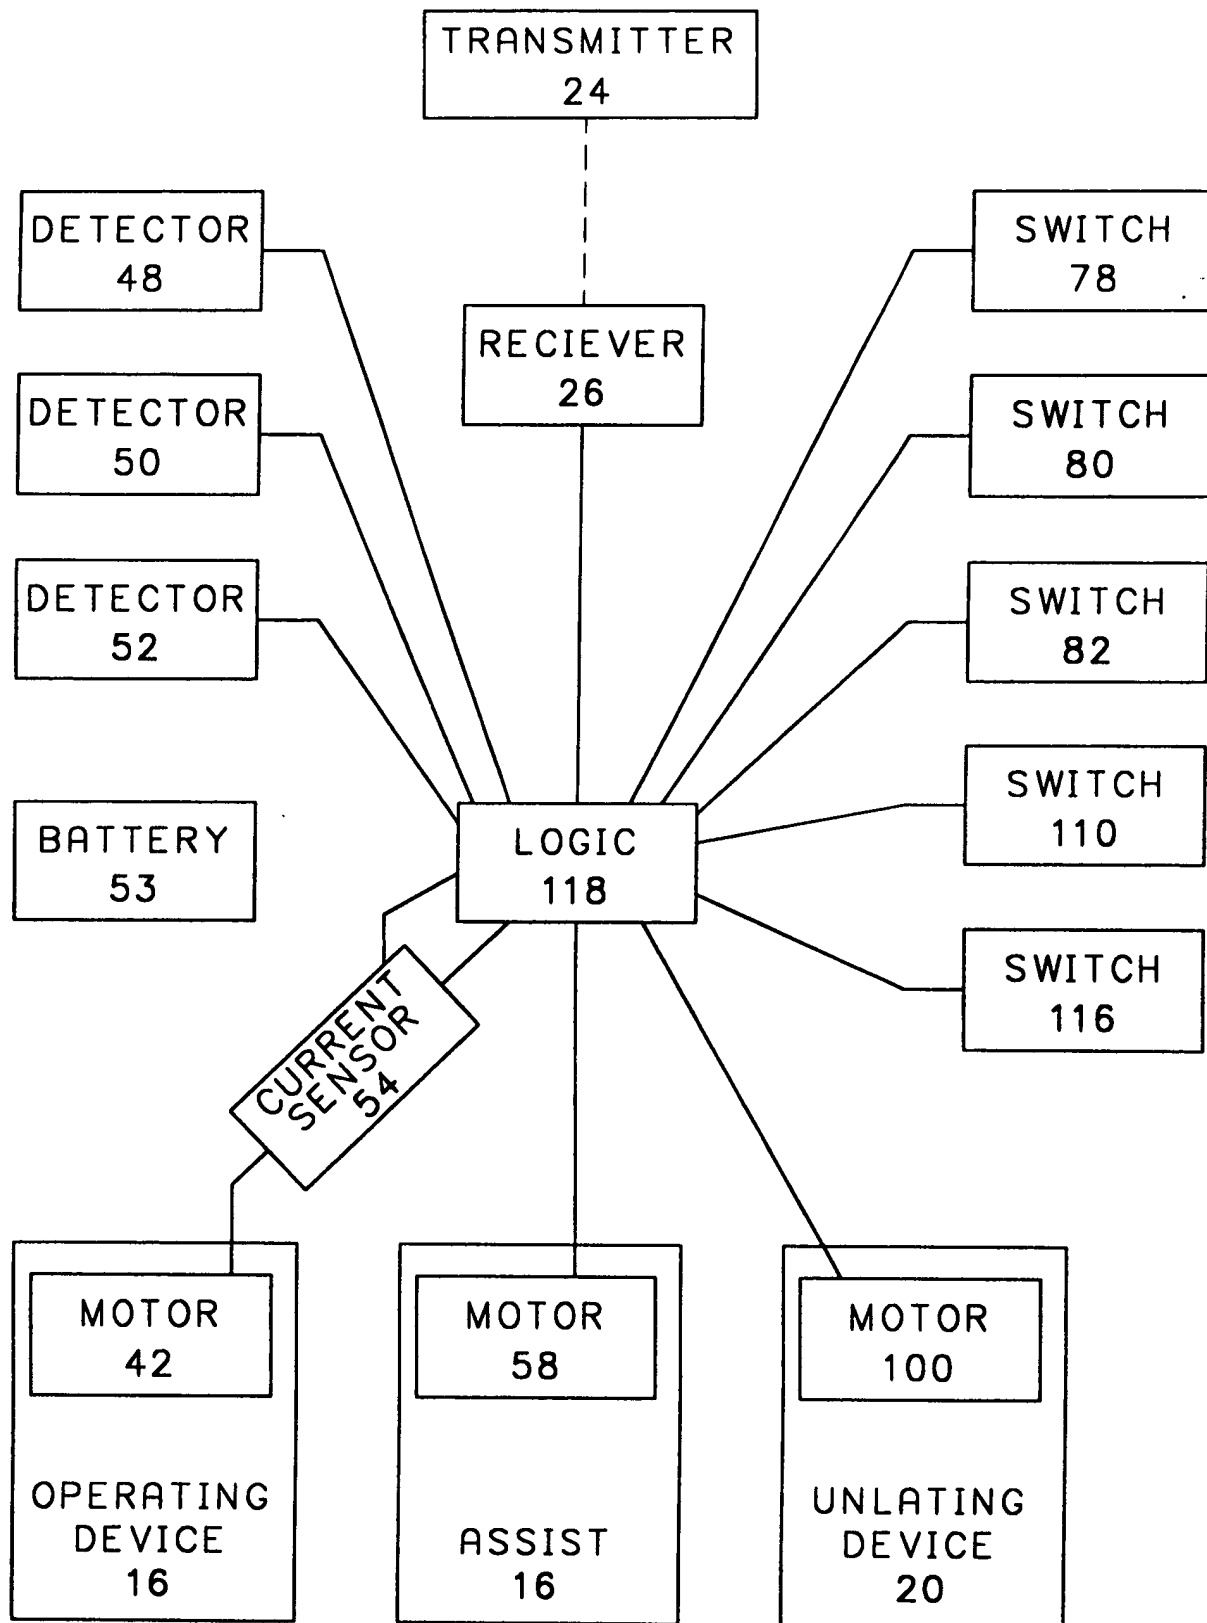 TRANSMITTER
24
DETECTOR
48
SWITCH
78
RECIEVER
26
DETECTOR
50
SWITCH
80
DETECTOR
52
SWITCH
82
SWITCH
110
BATTERY
53
LOGIC
118
SWITCH
116
CURRENT
SENSOR
54
MOTOR
42
MOTOR
58
MOTOR
100
OPERATING
DEVICE
16
ASSIST
16
UNLATING
DEVICE
20